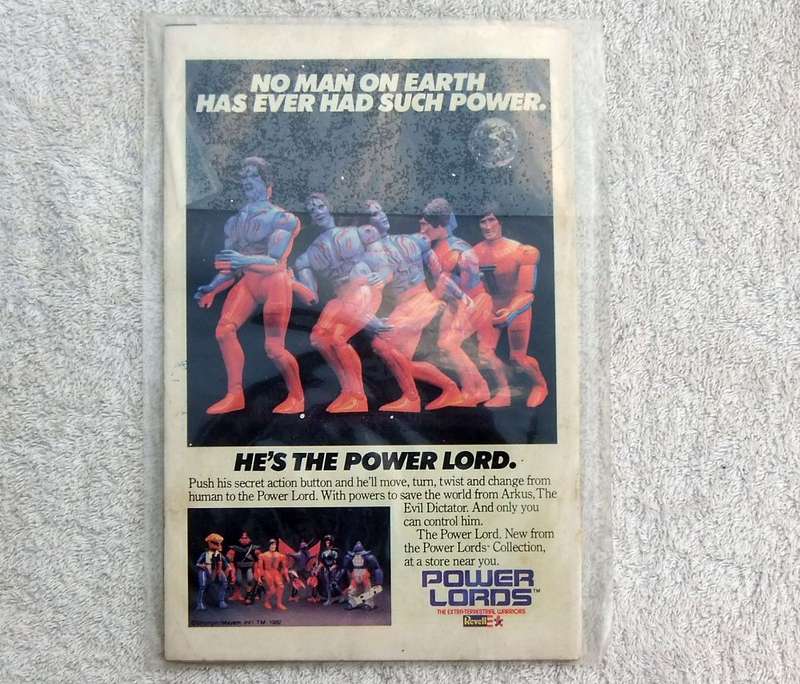 NO MAN ON EARTH
HAS EVER HAD SUCH POWER.
HE'S THE POWER LORD.
Push his secret action button and he'll move, turn, twist and change from
human to the Power Lord. With powers to save the world from Arkus, The
Evil Dictator. And only you
can control him.
The Power Lord. New from
the Power Lords™ Collection,
at a store near you.
POWER
LORDS™
THE EXTRA-TERRESTRIAL WARRIORS
Revell
Mayem Int'l T.M. 1982